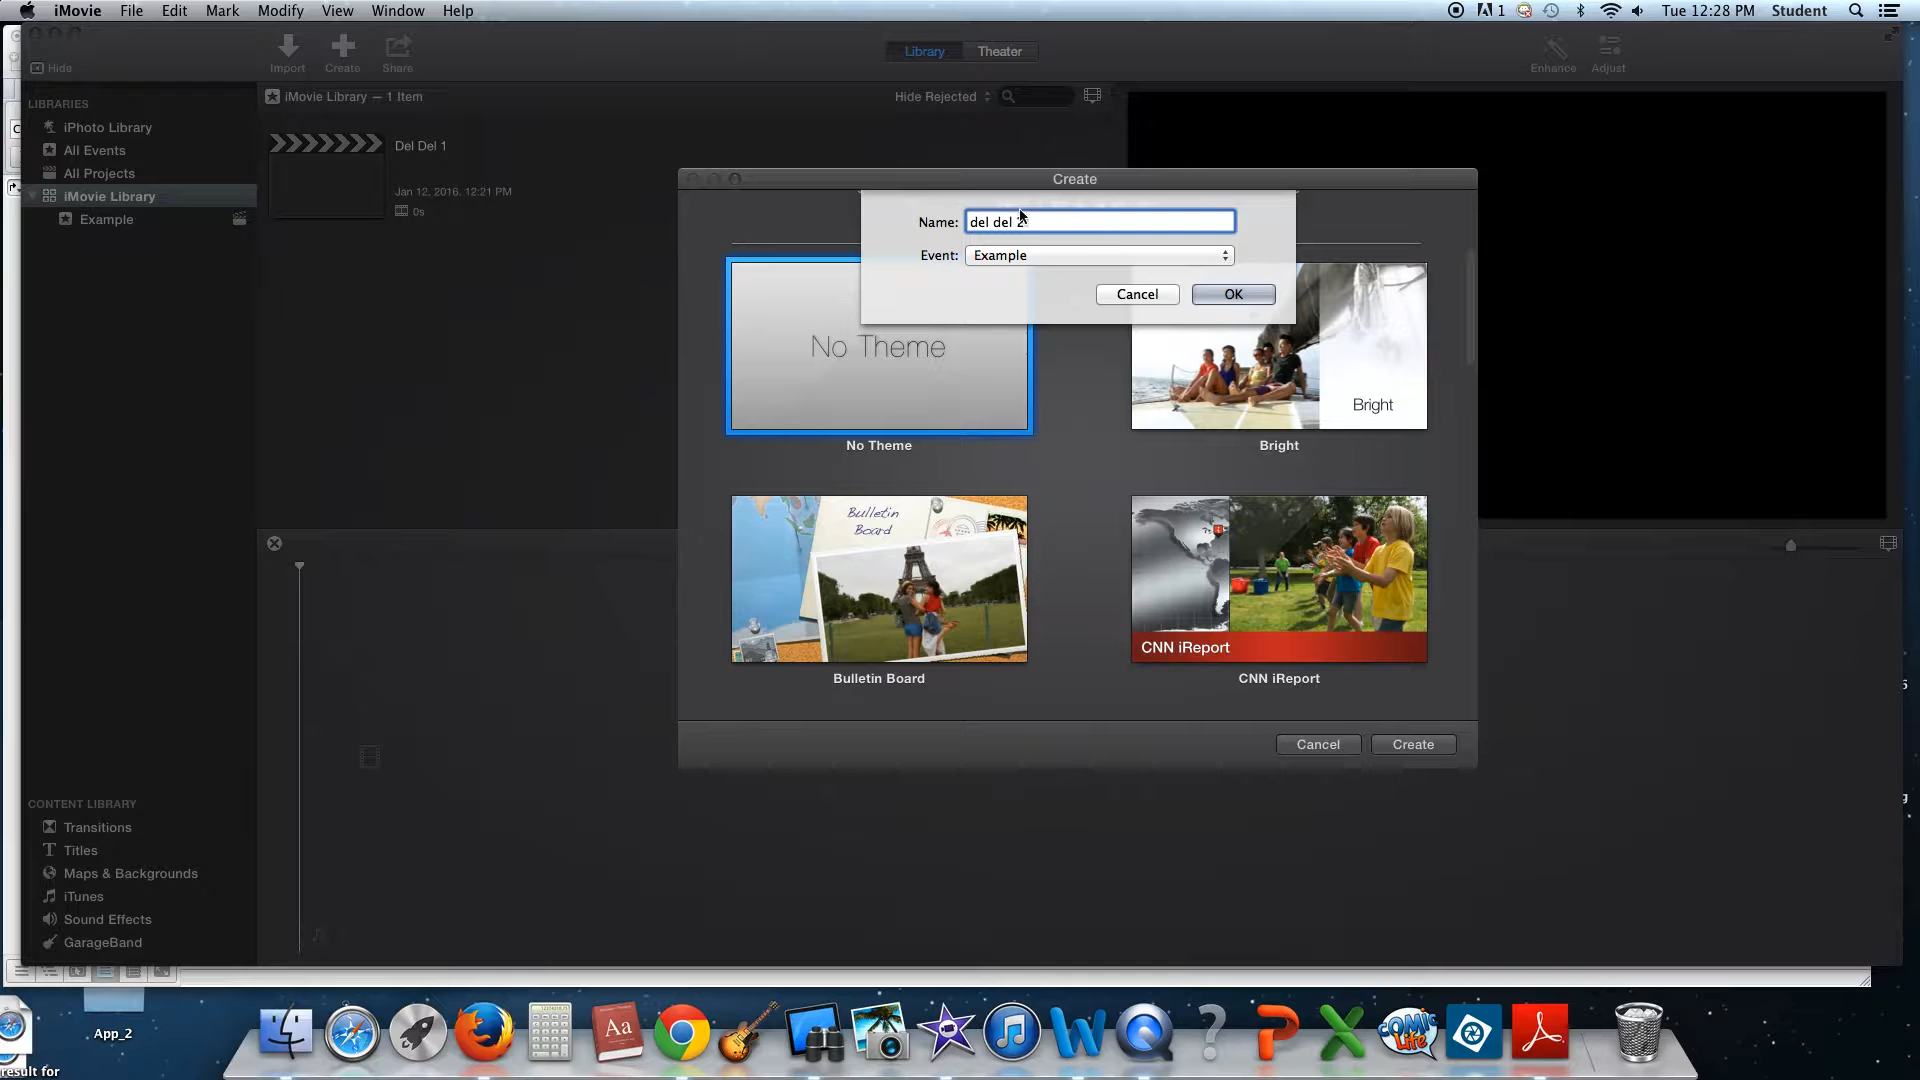 iMovie File Edit Mark Modify View Window Help
1 Tue 12:28 PM Student
Hide
Import Create Share
Library Theater
Enhance Adjust
LIBRARIES
iPhoto Library
All Events
All Projects
iMovie Library
Example
iMovie Library — 1 Item
Hide Rejected
Del Del 1
Jan 12, 2016, 12:21 PM
0s
Create
Name: del del 2
Event: Example
Cancel OK
No Theme
No Theme
Bright
Bright
Bulletin
Board
Bulletin Board
CNN iReport
CNN iReport
Cancel Create
CONTENT LIBRARY
Transitions
Titles
Maps & Backgrounds
iTunes
Sound Effects
GarageBand
App_2
Aa
COMIC
Life
result for